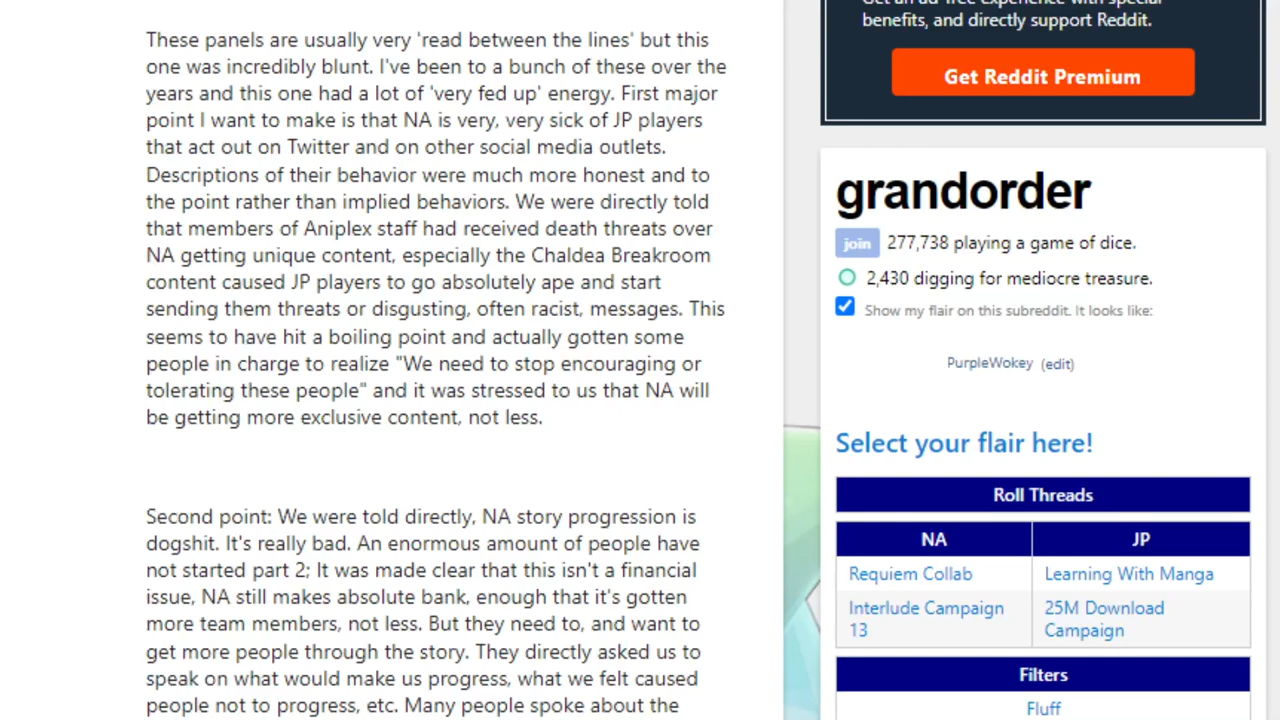 These panels are usually very 'read between the lines' but this
one was incredibly blunt. I've been to a bunch of these over the
years and this one had a lot of 'very fed up' energy. First major
point I want to make is that NA is very, very sick of JP players
that act out on Twitter and on other social media outlets.
Descriptions of their behavior were much more honest and to
the point rather than implied behaviors. We were directly told
that members of Aniplex staff had received death threats over
NA getting unique content, especially the Chaldea Breakroom
content caused JP players to go absolutely ape and start
sending them threats or disgusting, often racist, messages. This
seems to have hit a boiling point and actually gotten some
people in charge to realize "We need to stop encouraging or
tolerating these people" and it was stressed to us that NA will
be getting more exclusive content, not less.
Second point: We were told directly, NA story progression is
dogshit. It's really bad. An enormous amount of people have
not started part 2; It was made clear that this isn't a financial
issue, NA still makes absolute bank, enough that it's gotten
more team members, not less. But they need to, and want to
get more people through the story. They directly asked us to
speak on what would make us progress, what we felt caused
people not to progress, etc. Many people spoke about the
Get an ad-free experience with special
benefits, and directly support Reddit.
Get Reddit Premium
grandorder
join 277,738 playing a game of dice.
2,430 digging for mediocre treasure.
Show my flair on this subreddit. It looks like:
PurpleWokey (edit)
Select your flair here!
Roll Threads
NA JP
Requiem Collab Learning With Manga
Interlude Campaign 25M Download
13 Campaign
Filters
Fluff